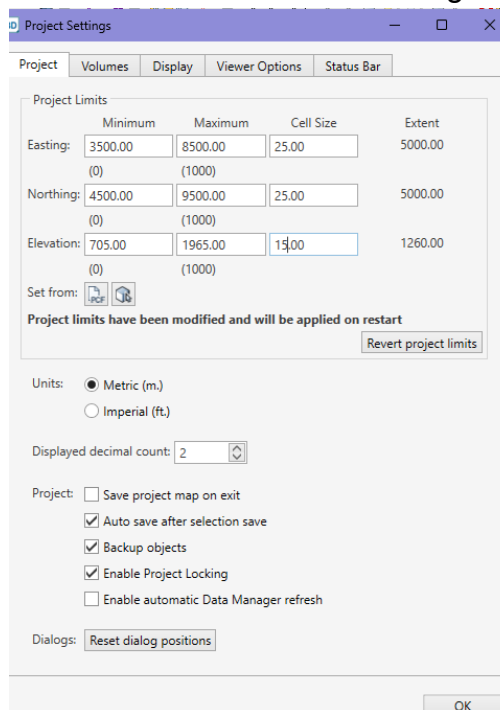 Project Settings
Project Volumes Display Viewer Options Status Bar
Project Limits
Minimum Maximum Cell Size Extent
Easting: 3500.00 8500.00 25.00 5000.00
(0) (1000)
Northing: 4500.00 9500.00 25.00 5000.00
(0) (1000)
Elevation: 705.00 1965.00 15.00 1260.00
(0) (1000)
Set from: PCF
Project limits have been modified and will be applied on restart
Revert project limits
Units: Metric (m.)
Imperial (ft.)
Displayed decimal count: 2
Project: Save project map on exit
Auto save after selection save
Backup objects
Enable Project Locking
Enable automatic Data Manager refresh
Dialogs: Reset dialog positions
OK